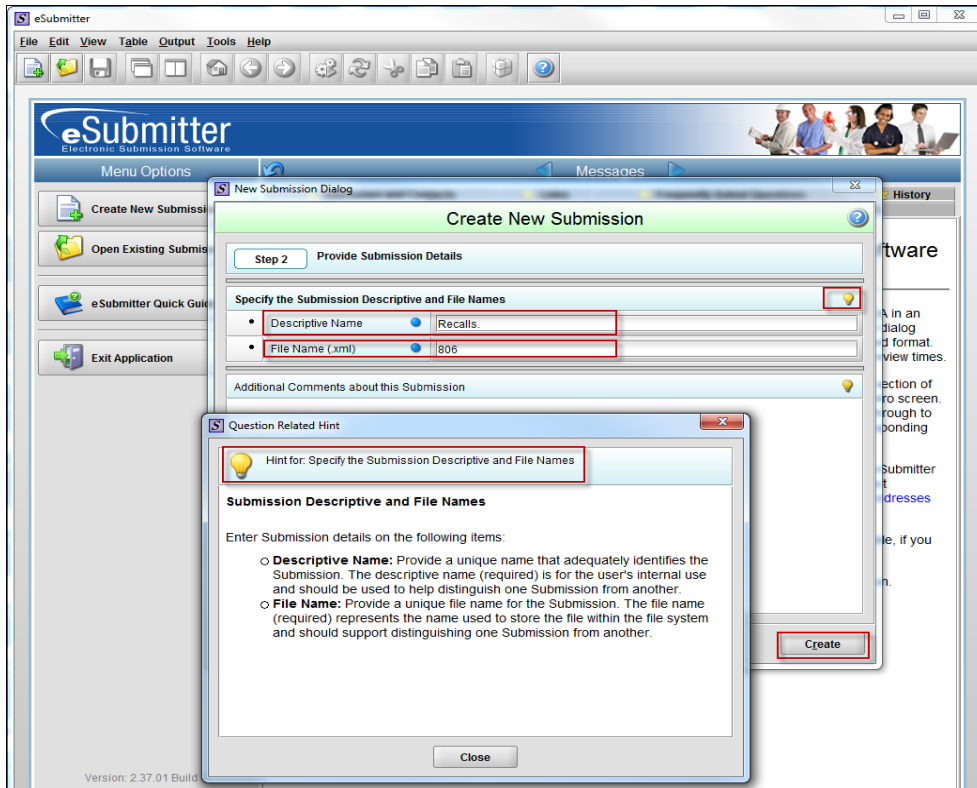 eSubmitter
File Edit View Table Output Tools Help
eSubmitter
Electronic Submission Software
Menu Options
Messages
New Submission Dialog
History
Create New Submissi
Create New Submission
Open Existing Submis
ftware
Step 2 Provide Submission Details
eSubmitter Quick Guid
Specify the Submission Descriptive and File Names
• Descriptive Name Recalls.
A in an
dialog
• File Name (.xml) 806
d format.
view times.
Exit Application
Additional Comments about this Submission
ection of
ro screen.
rough to
ponding
Question Related Hint
Hint for: Specify the Submission Descriptive and File Names
Submitter
t
dresses
Submission Descriptive and File Names
Enter Submission details on the following items:
le, if you
○ Descriptive Name: Provide a unique name that adequately identifies the
Submission. The descriptive name (required) is for the user's internal use
and should be used to help distinguish one Submission from another.
n.
○ File Name: Provide a unique file name for the Submission. The file name
(required) represents the name used to store the file within the file system
and should support distinguishing one Submission from another.
Create
Close
Version: 2.37.01 Build